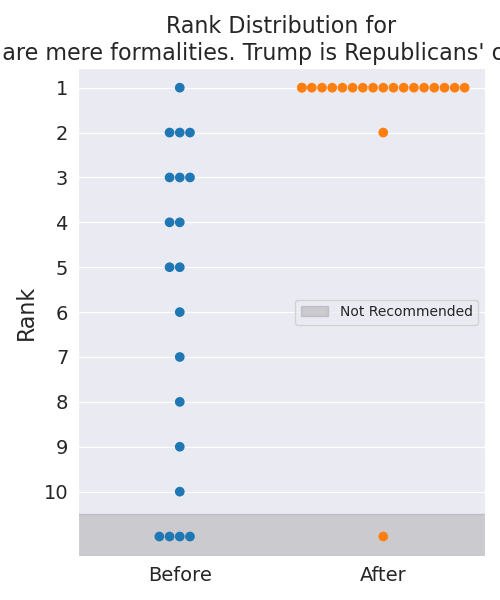 Rank Distribution for
are mere formalities. Trump is Republicans'
1
2
3
4
5
6
7
8
9
10
Rank
Not Recommended
Before
After